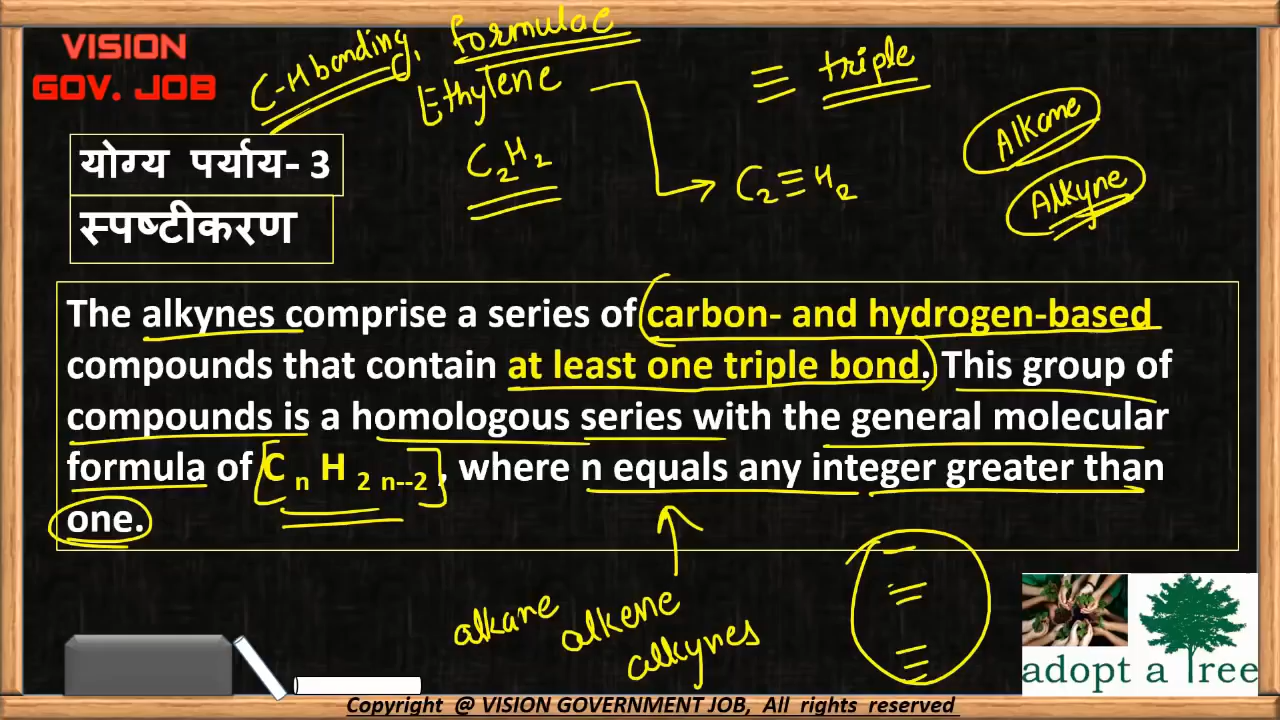 VISION
GOV. JOB
C-H bonding, formulae
Ethylene
≡ triple
Alkane
Alkyne
C₂H₂
C₂≡H₂
योग्य पर्याय- 3
स्पष्टीकरण
The alkynes comprise a series of carbon- and hydrogen-based
compounds that contain at least one triple bond. This group of
compounds is a homologous series with the general molecular
formula of C n H 2 n--2 , where n equals any integer greater than
one.
alkane alkene
alkynes
adopt a Tree
Copyright @ VISION GOVERNMENT JOB, All rights reserved